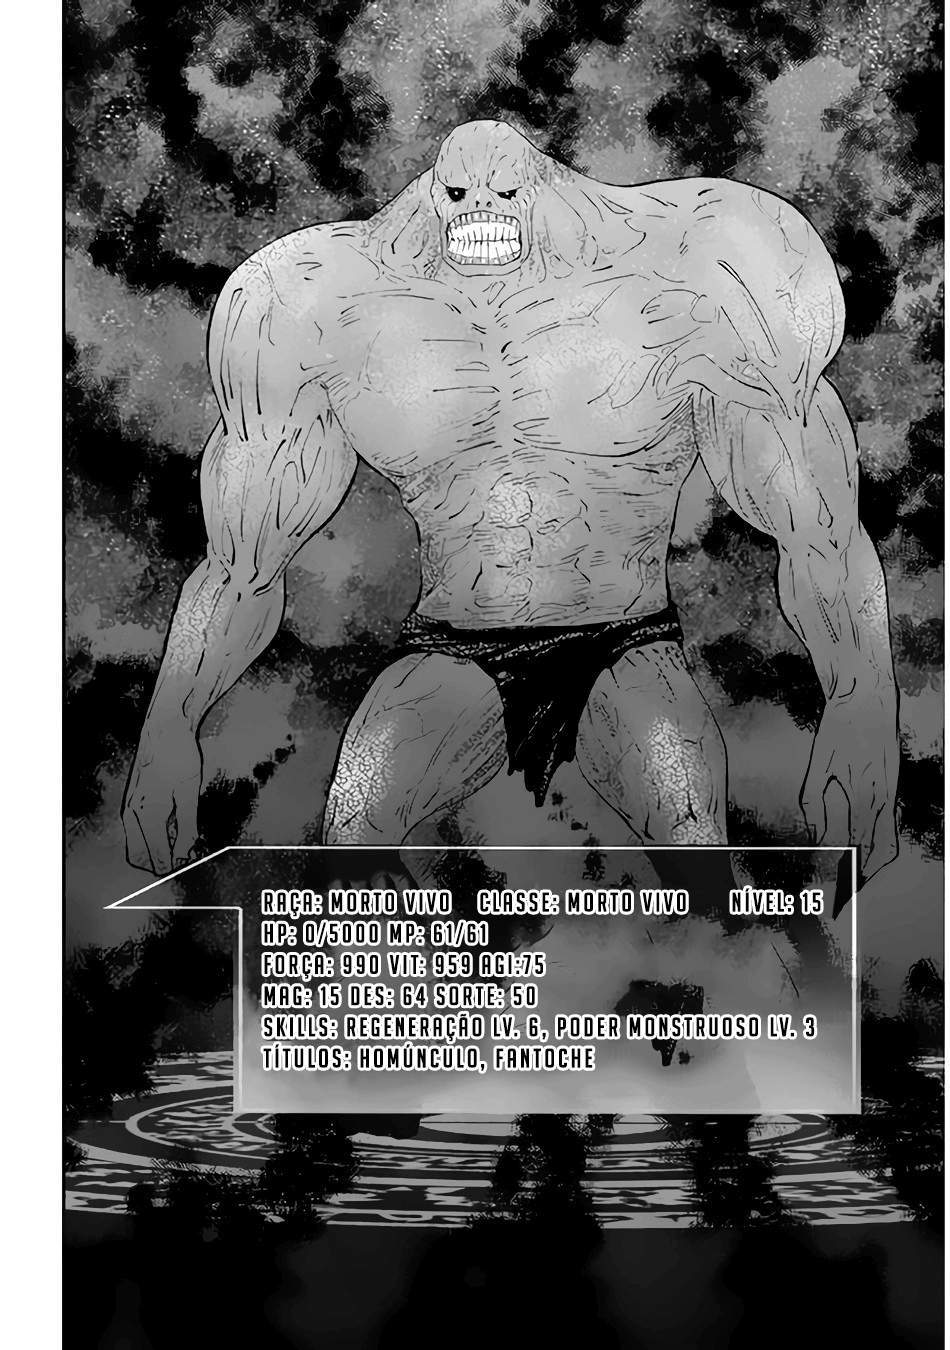 RAÇA: MORTO VIVO CLASSE: MORTO VIVO NÍVEL: 15
HP: 0/5000 MP: 61/61
FORÇA: 990 VIT: 959 AGI:75
MAG: 15 DES: 64 SORTE: 50
SKILLS: REGENERAÇÃO LV. 6, PODER MONSTRUOSO LV. 3
TÍTULOS: HOMÚNCULO, FANTOCHE